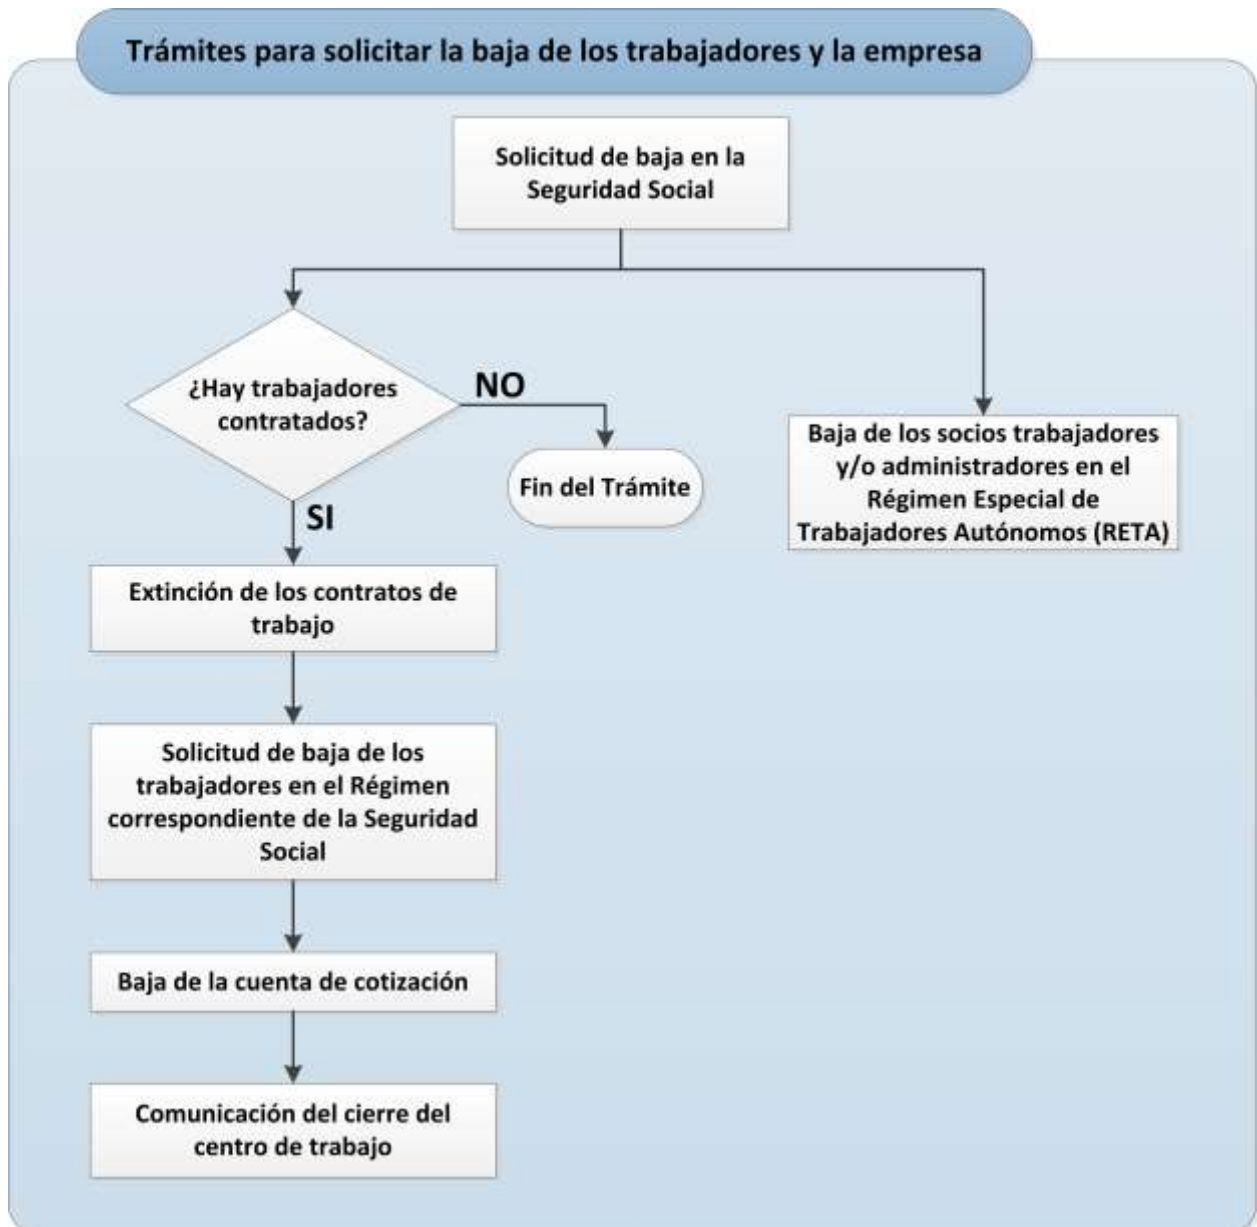 Trámites para solicitar la baja de los trabajadores y la empresa
Solicitud de baja en la
Seguridad Social
¿Hay trabajadores
contratados?
NO
Fin del Trámite
Baja de los socios trabajadores
y/o administradores en el
Régimen Especial de
Trabajadores Autónomos (RETA)
SI
Extinción de los contratos de
trabajo
Solicitud de baja de los
trabajadores en el Régimen
correspondiente de la Seguridad
Social
Baja de la cuenta de cotización
Comunicación del cierre del
centro de trabajo